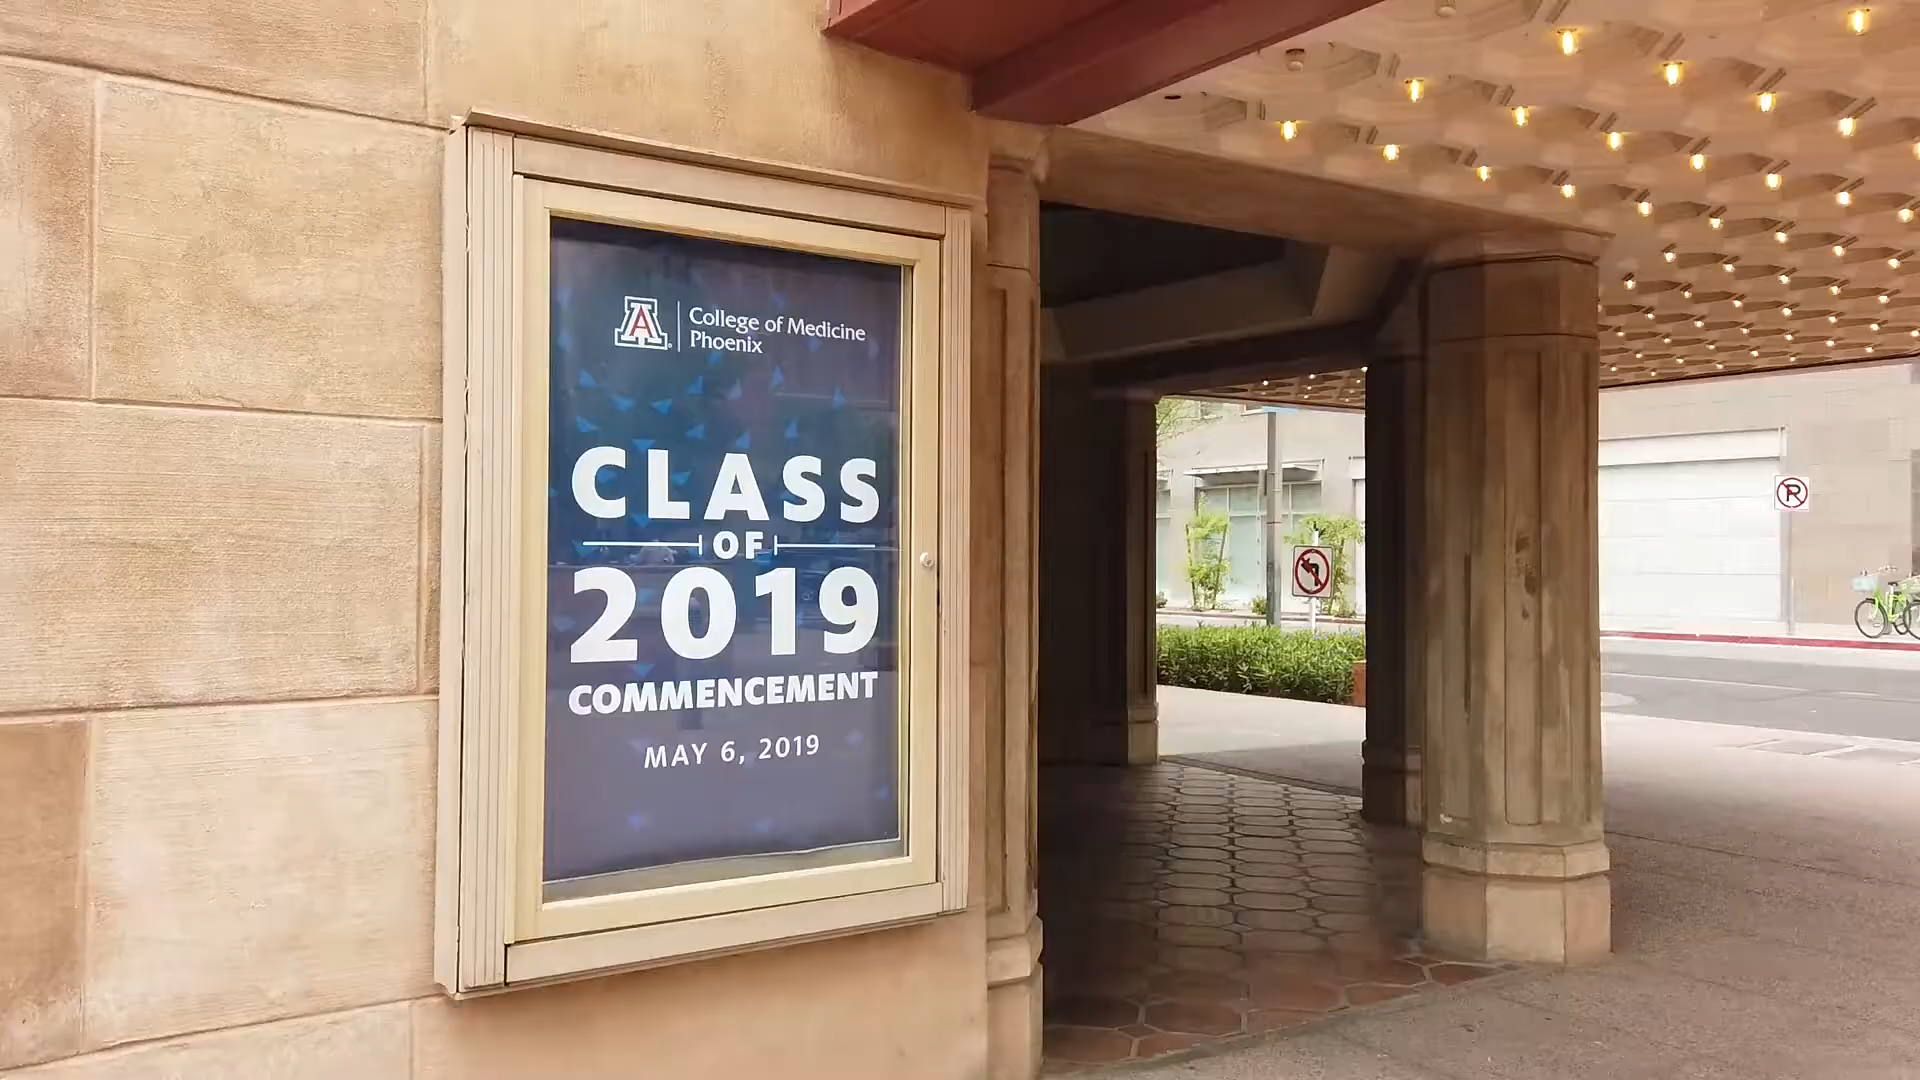 A
College of Medicine
Phoenix
CLASS
OF
2019
COMMENCEMENT
MAY 6, 2019
P